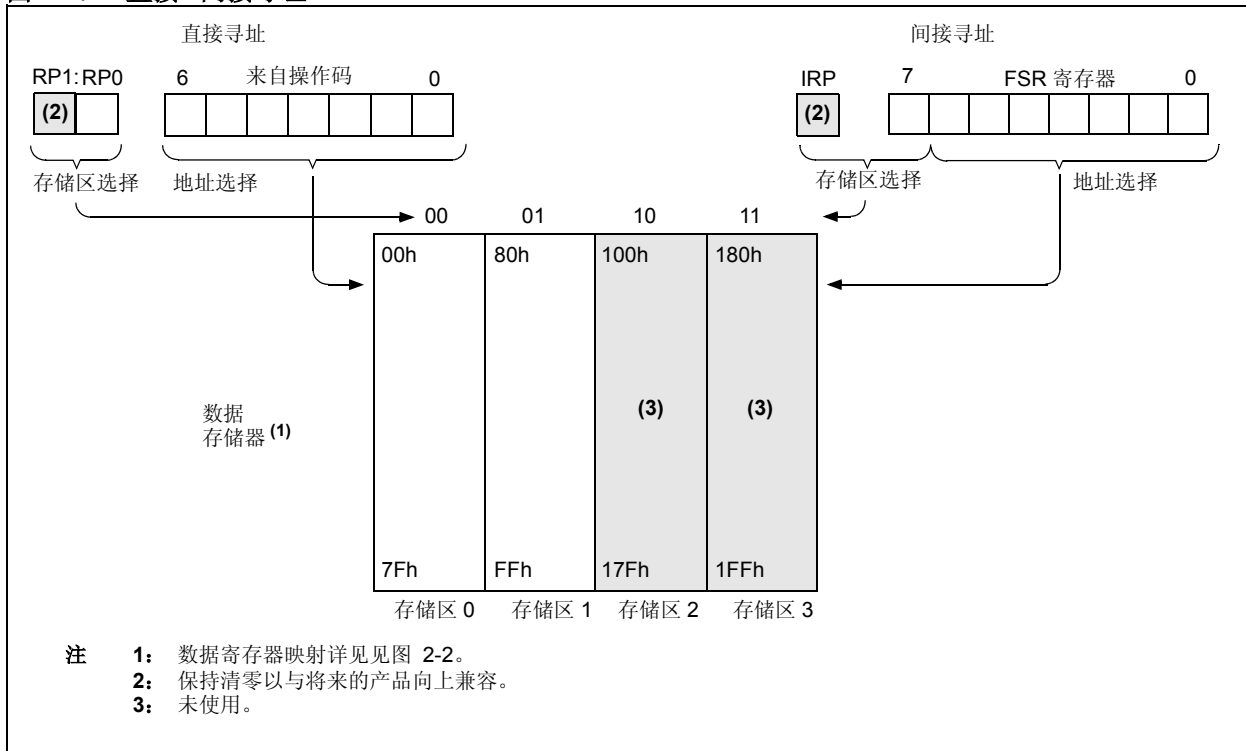 直接寻址 间接寻址
RP1:RP0 6 来自操作码 0 IRP 7 FSR 寄存器 0
(2) (2)
存储区选择 地址选择 存储区选择 地址选择
00 01 10 11
00h 80h 100h 180h
数据
存储器 (1)
(3) (3)
7Fh FFh 17Fh 1FFh
存储区 0 存储区 1 存储区 2 存储区 3
注 1: 数据寄存器映射详见见图 2-2。
2: 保持清零以与将来的产品向上兼容。
3: 未使用。